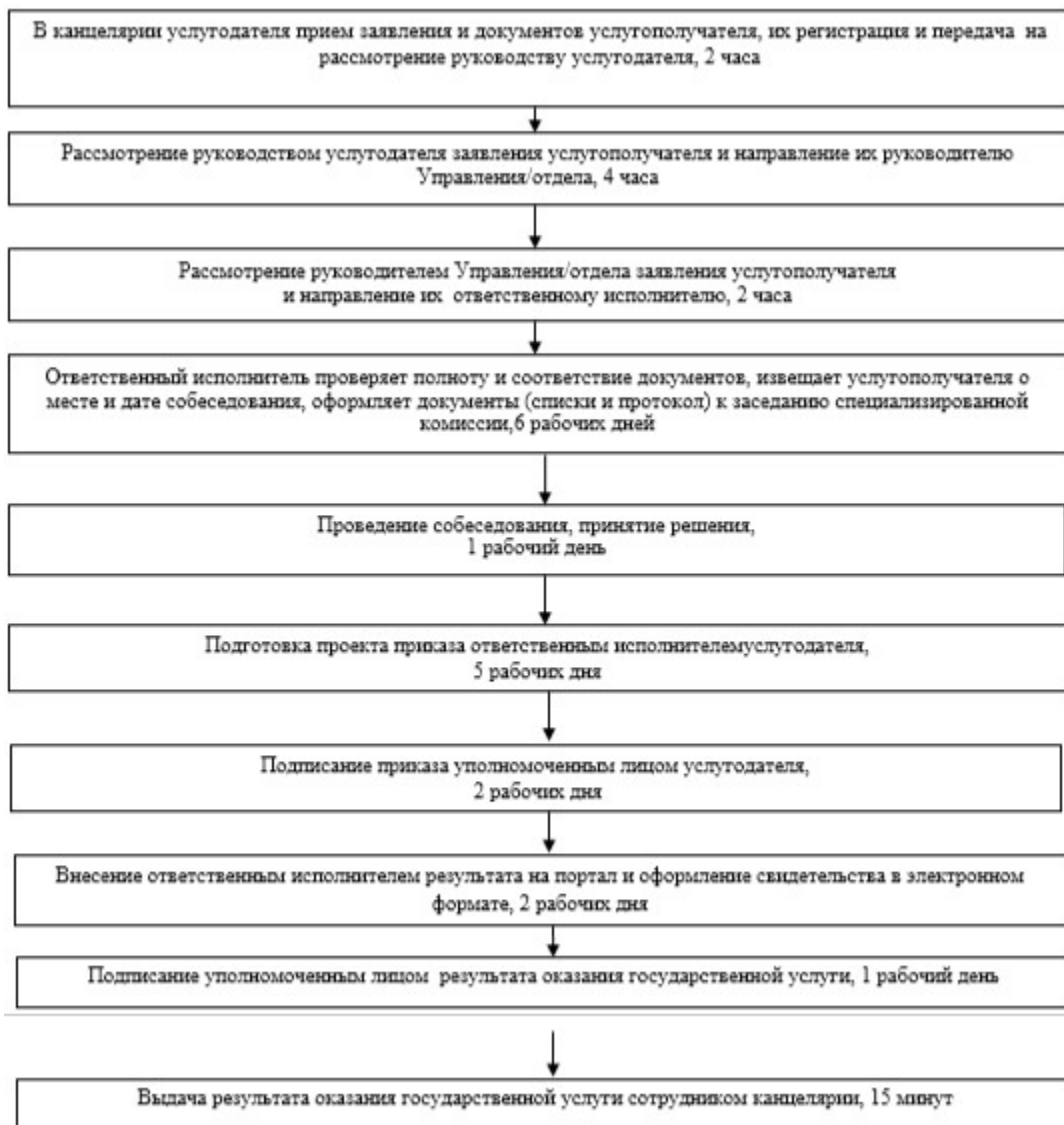 В канцелярии услугодателя прием заявления и документов услугополучателя, их регистрация и передача на
рассмотрение руководству услугодателя, 2 часа
Рассмотрение руководством услугодателя заявления услугополучателя и направление их руководителю
Управления/отдела, 4 часа
Рассмотрение руководителем Управления/отдела заявления услугополучателя
и направление их ответственному исполнителю, 2 часа
Ответственный исполнитель проверяет полноту и соответствие документов, извещает услугополучателя о
месте и дате собеседования, оформляет документы (списки и протокол) к заседанию специализированной
комиссии,6 рабочих дней
Проведение собеседования, принятие решения,
1 рабочий день
Подготовка проекта приказа ответственным исполнителемуслугодателя,
5 рабочих дня
Подписание приказа уполномоченным лицом услугодателя,
2 рабочих дня
Внесение ответственным исполнителем результата на портал и оформление свидетельства в электронном
формате, 2 рабочих дня
Подписание уполномоченным лицом результата оказания государственной услуги, 1 рабочий день
Выдача результата оказания государственной услуги сотрудником канцелярии, 15 минут